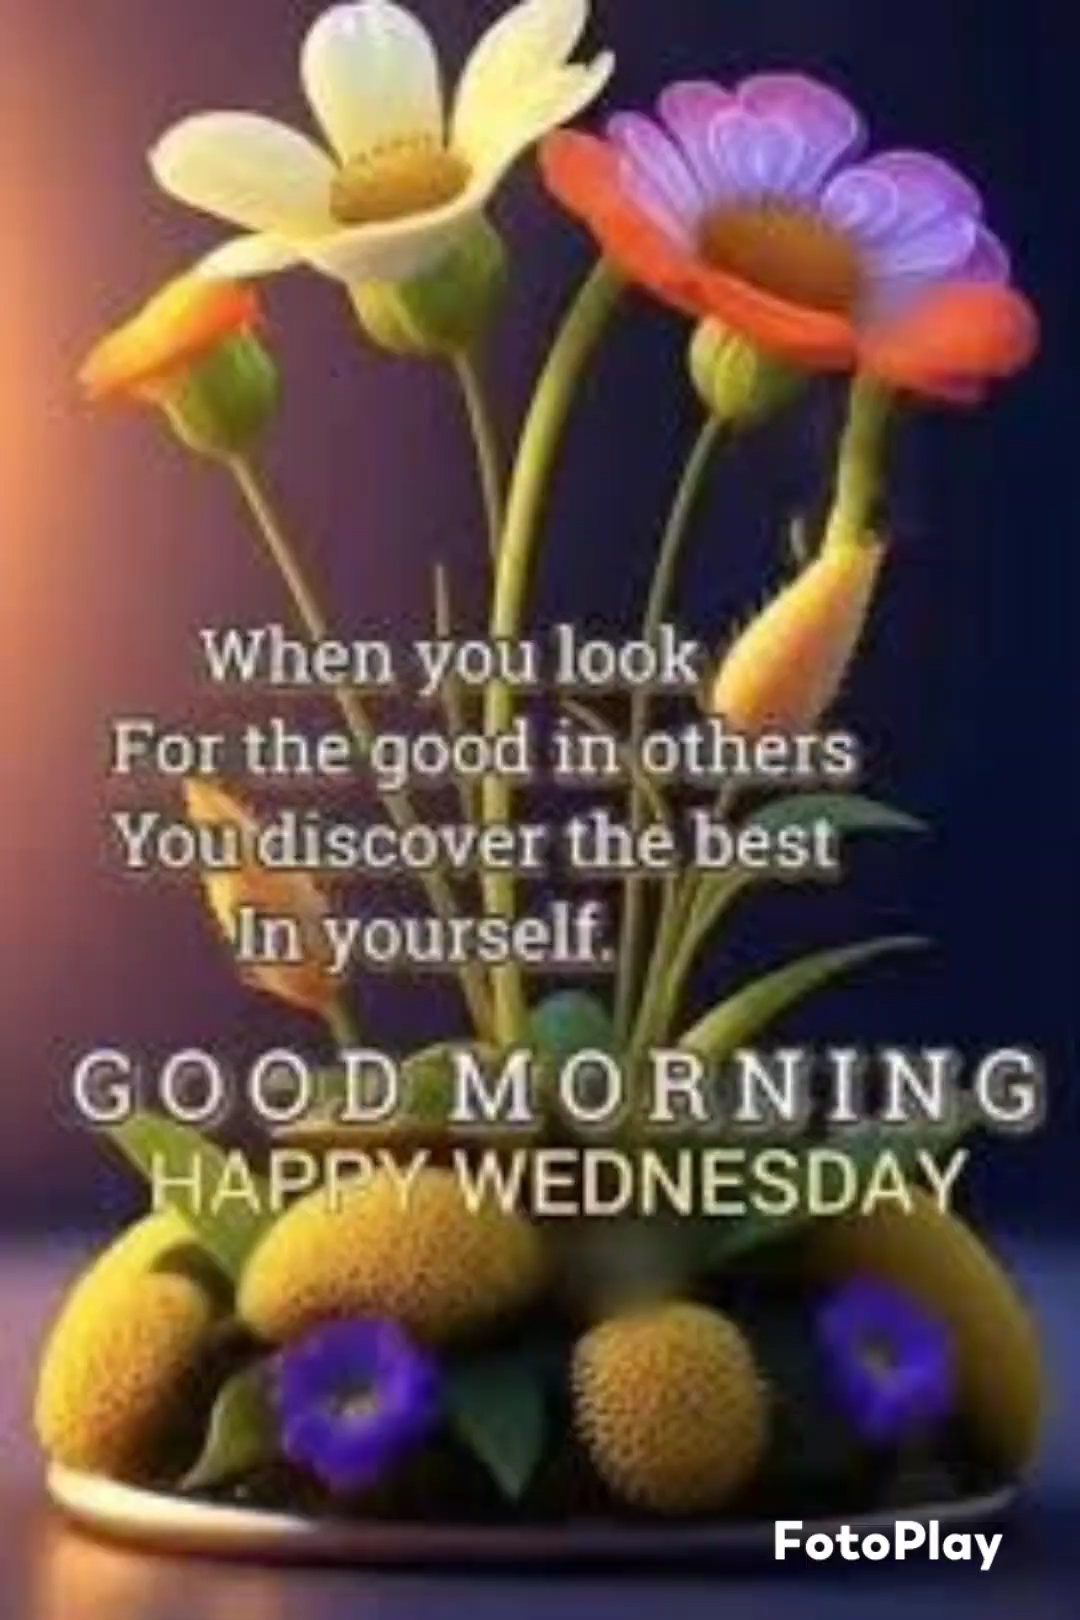 When you look
For the good in others
You discover the best
In yourself.
GOOD MORNING
HAPPY WEDNESDAY
FotoPlay